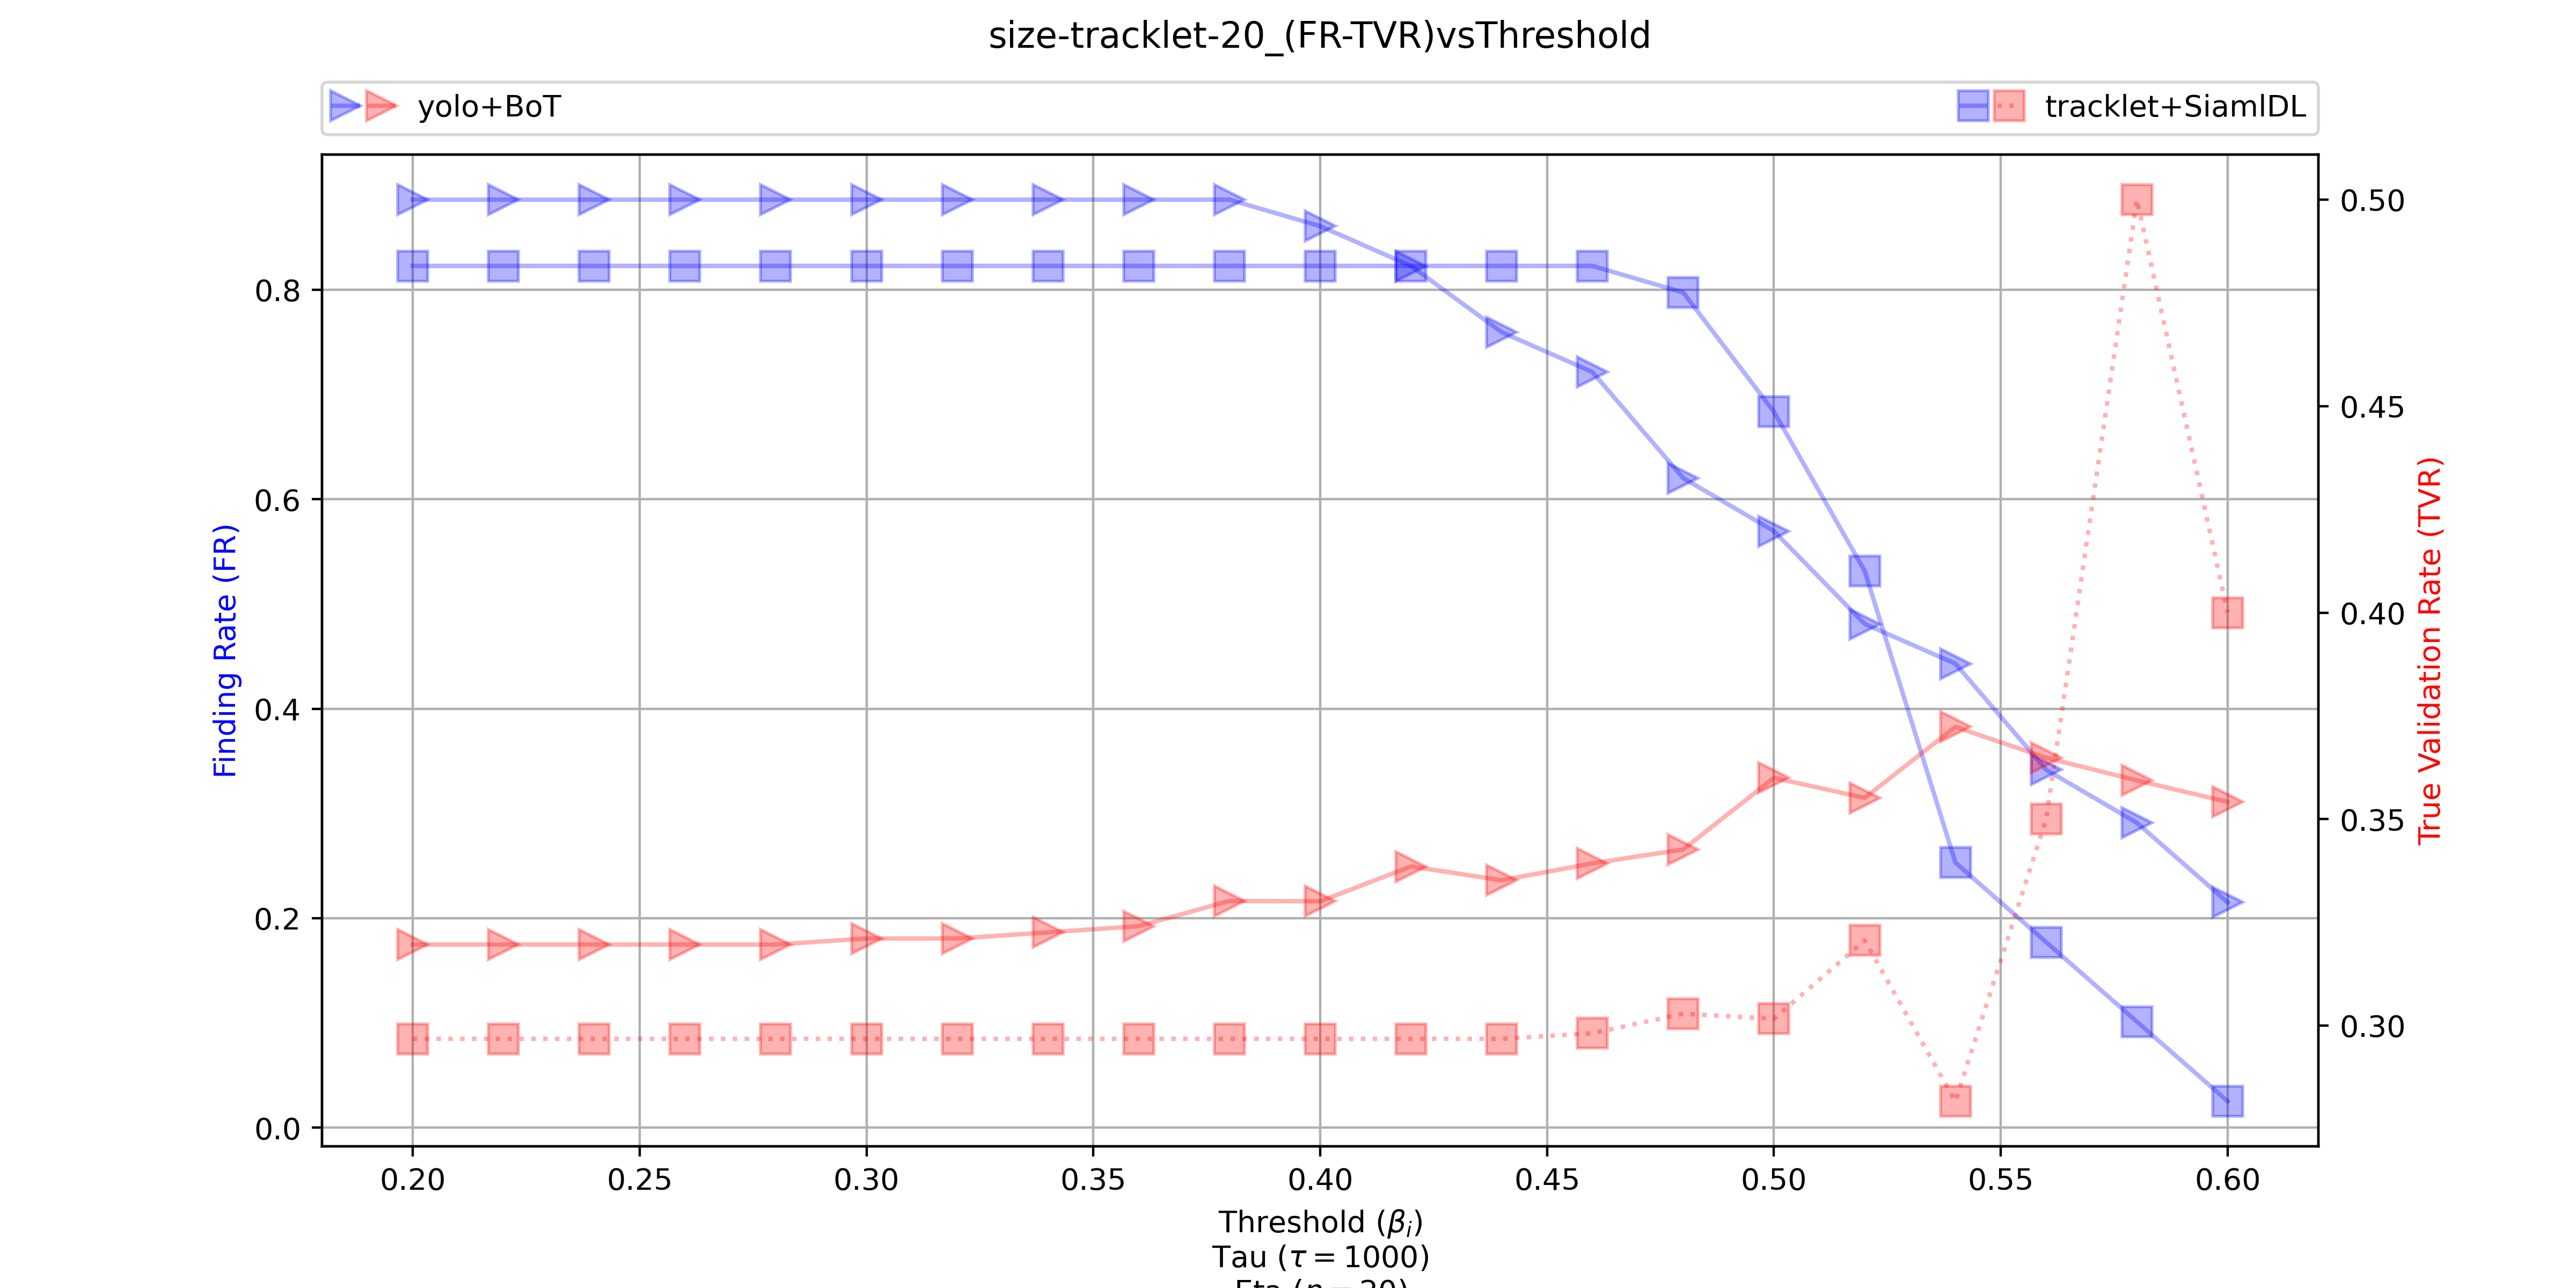 size-tracklet-20_(FR-TVR)vsThreshold
yolo+BoT
tracklet+SiamIDL
Finding Rate (FR)
0.8
0.6
0.4
0.2
0.0
0.50
0.45
0.40
0.35
0.30
True Validation Rate (TVR)
0.20 0.25 0.30 0.35 0.40 0.45 0.50 0.55 0.60
Threshold (βᵢ)
Tau (τ = 1000)
Eta (η = 20)